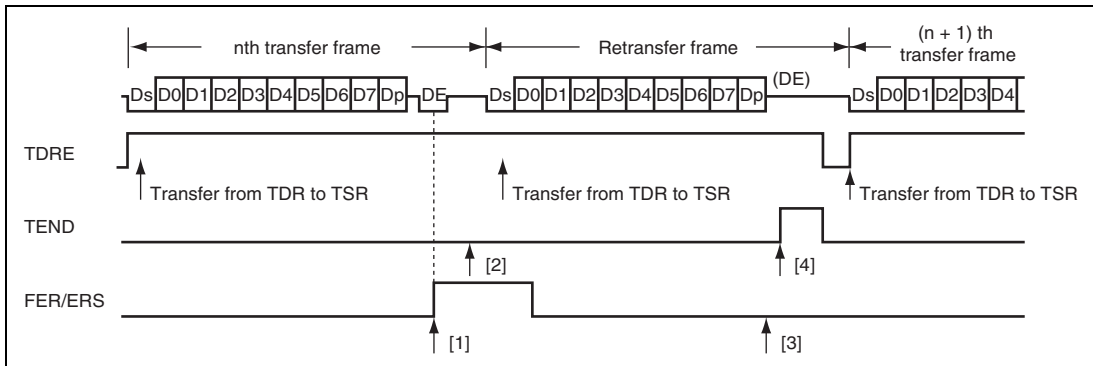 nth transfer frame
Retransfer frame
(n + 1) th
transfer frame
Ds D0 D1 D2 D3 D4 D5 D6 D7 Dp DE Ds D0 D1 D2 D3 D4 D5 D6 D7 Dp (DE) Ds D0 D1 D2 D3 D4
TDRE
Transfer from TDR to TSR Transfer from TDR to TSR Transfer from TDR to TSR
TEND
[2] [4]
FER/ERS
[1] [3]